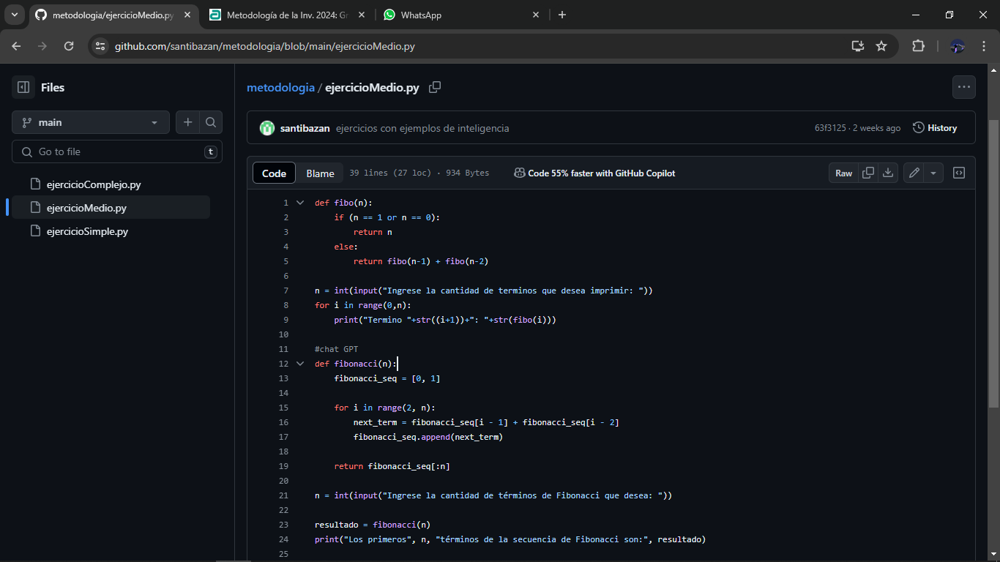 metodologia/ejercicioMedio.py
Metodología de la Inv. 2024: Gr
WhatsApp
github.com/santibazan/metodologia/blob/main/ejercicioMedio.py
Files
main
Go to file
t
ejercicioComplejo.py
ejercicioMedio.py
ejercicioSimple.py
metodologia / ejercicioMedio.py
santibazan ejercicios con ejemplos de inteligencia
63f3125 · 2 weeks ago
History
Code
Blame
39 lines (27 loc) · 934 Bytes
Code 55% faster with GitHub Copilot
Raw
1 def fibo(n):
2     if (n == 1 or n == 0):
3         return n
4     else:
5         return fibo(n-1) + fibo(n-2)
6
7 n = int(input("Ingrese la cantidad de terminos que desea imprimir: "))
8 for i in range(0,n):
9     print("Termino "+str((i+1))+": "+str(fibo(i)))
10
11 #chat GPT
12 def fibonacci(n):
13     fibonacci_seq = [0, 1]
14
15     for i in range(2, n):
16         next_term = fibonacci_seq[i - 1] + fibonacci_seq[i - 2]
17         fibonacci_seq.append(next_term)
18
19     return fibonacci_seq[:n]
20
21 n = int(input("Ingrese la cantidad de términos de Fibonacci que desea: "))
22
23 resultado = fibonacci(n)
24 print("Los primeros", n, "términos de la secuencia de Fibonacci son:", resultado)
25